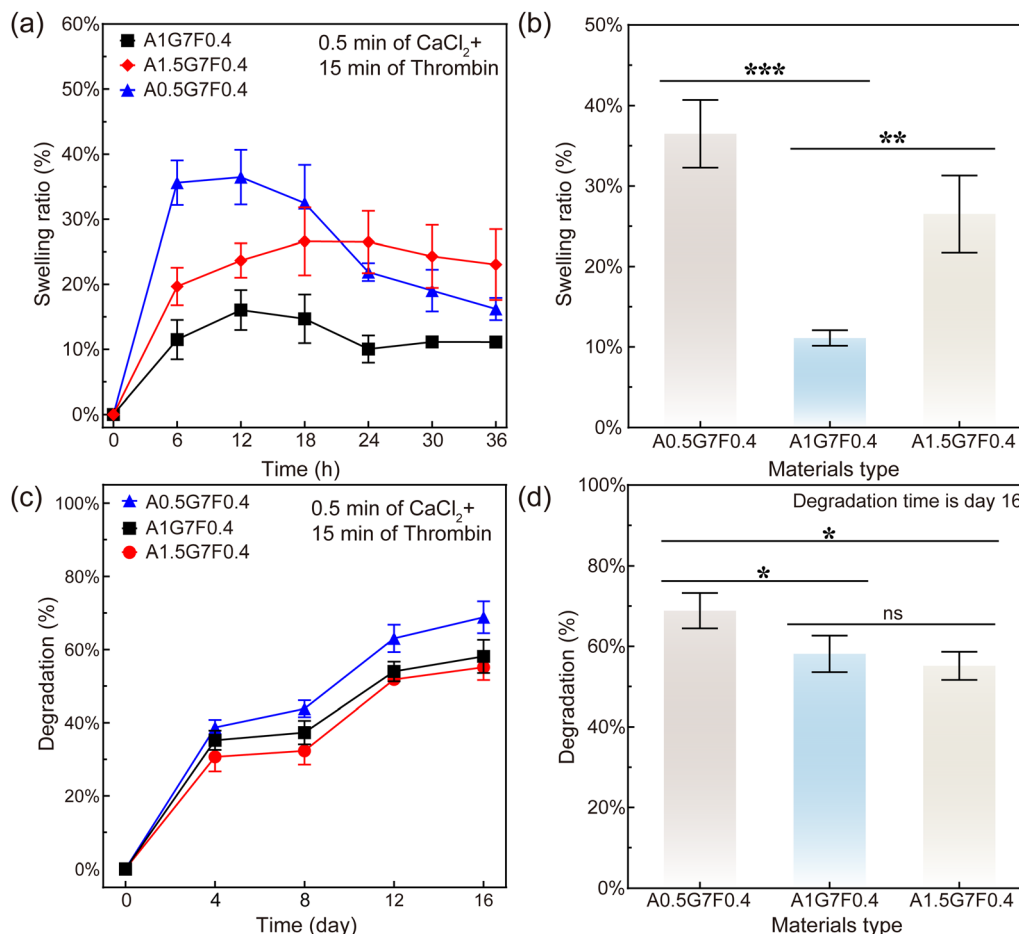 (a)
60%
50%
40%
30%
20%
10%
0%
Swelling ratio (%)
A1G7F0.4
A1.5G7F0.4
A0.5G7F0.4
0.5 min of CaCl₂+
15 min of Thrombin
0 6 12 18 24 30 36
Time (h)
(b)
50%
40%
30%
20%
10%
0%
Swelling ratio (%)
***
**
A0.5G7F0.4 A1G7F0.4 A1.5G7F0.4
Materials type
(c)
100%
80%
60%
40%
20%
0%
Degradation (%)
A0.5G7F0.4
A1G7F0.4
A1.5G7F0.4
0.5 min of CaCl₂+
15 min of Thrombin
0 4 8 12 16
Time (day)
(d)
100%
80%
60%
40%
20%
0%
Degradation (%)
Degradation time is day 16
*
*
ns
A0.5G7F0.4 A1G7F0.4 A1.5G7F0.4
Materials type